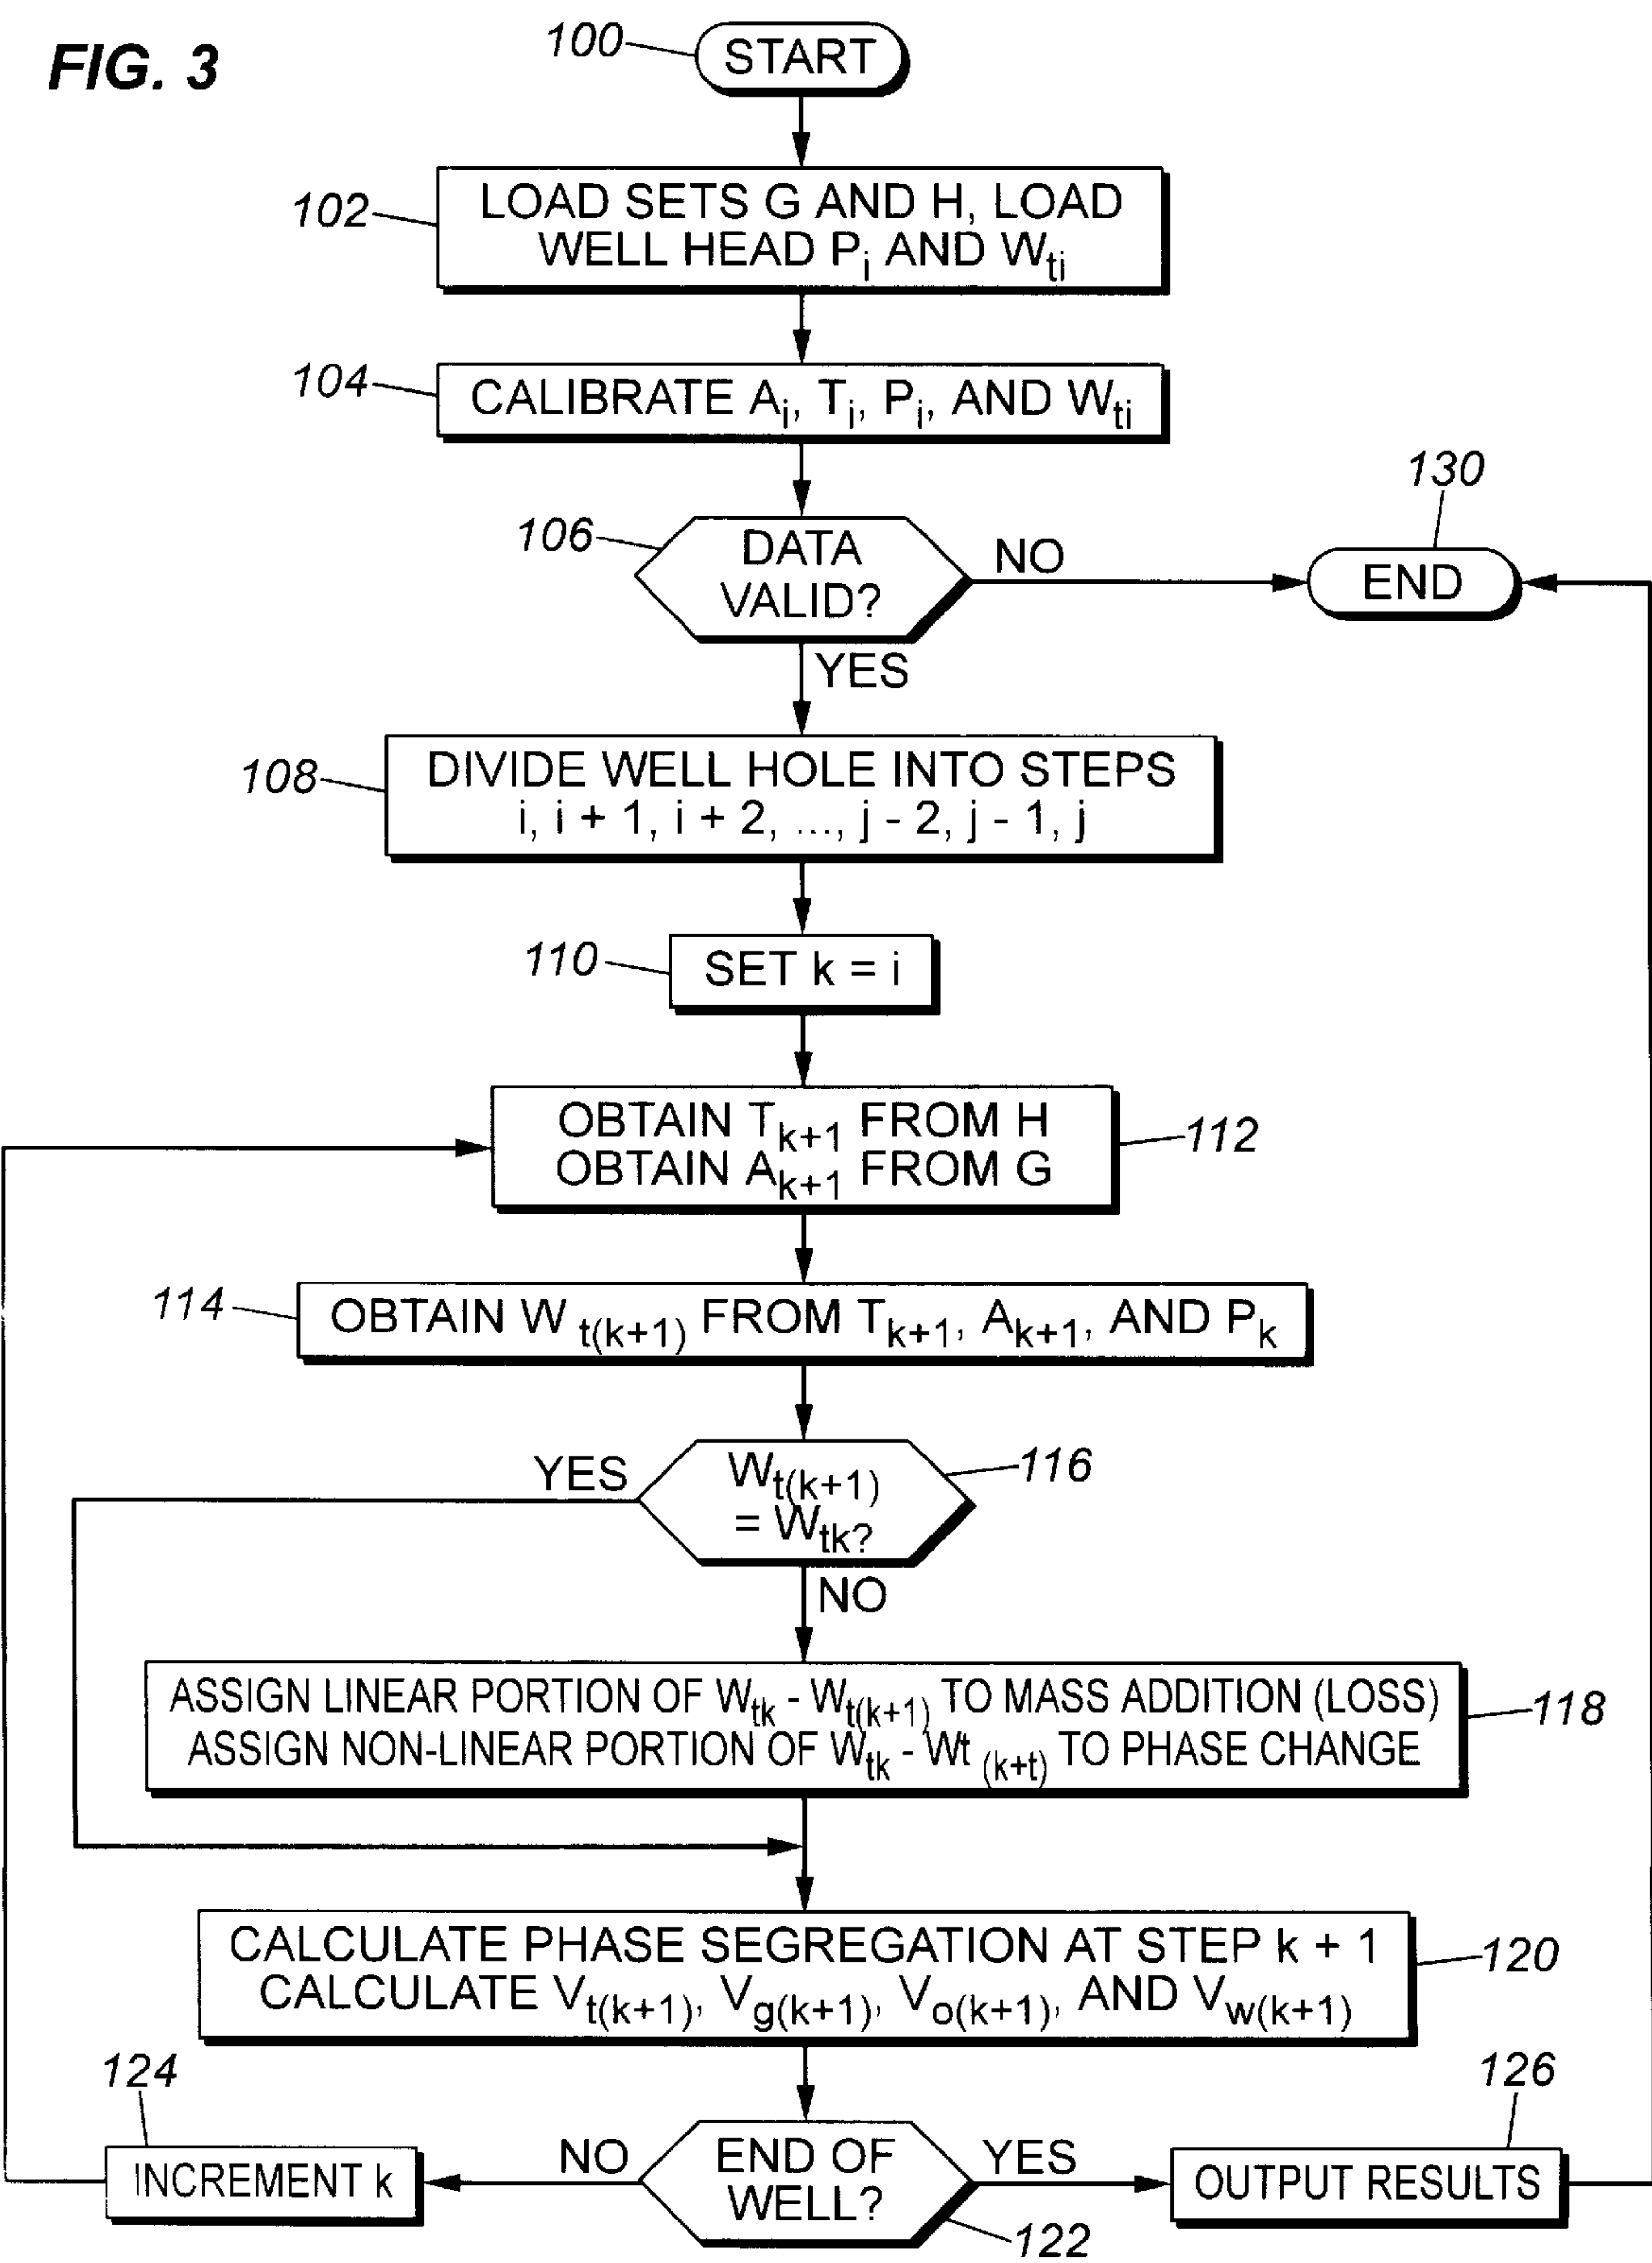 FIG. 3
100
START
102
LOAD SETS G AND H, LOAD
WELL HEAD Pi AND Wti
104
CALIBRATE Ai, Ti, Pi, AND Wti
130
106
DATA
VALID?
NO
END
YES
108
DIVIDE WELL HOLE INTO STEPS
i, i + 1, i + 2, ..., j - 2, j - 1, j
110
SET k = i
OBTAIN Tk+1 FROM H
OBTAIN Ak+1 FROM G
112
114
OBTAIN W t(k+1) FROM Tk+1, Ak+1, AND Pk
YES
Wt(k+1)
= Wtk?
116
NO
ASSIGN LINEAR PORTION OF Wtk - Wt(k+1) TO MASS ADDITION (LOSS)
ASSIGN NON-LINEAR PORTION OF Wtk - Wt (k+t) TO PHASE CHANGE
118
CALCULATE PHASE SEGREGATION AT STEP k + 1
CALCULATE Vt(k+1), Vg(k+1), Vo(k+1), AND Vw(k+1)
120
124
126
INCREMENT k
NO
END OF
WELL?
YES
OUTPUT RESULTS
122